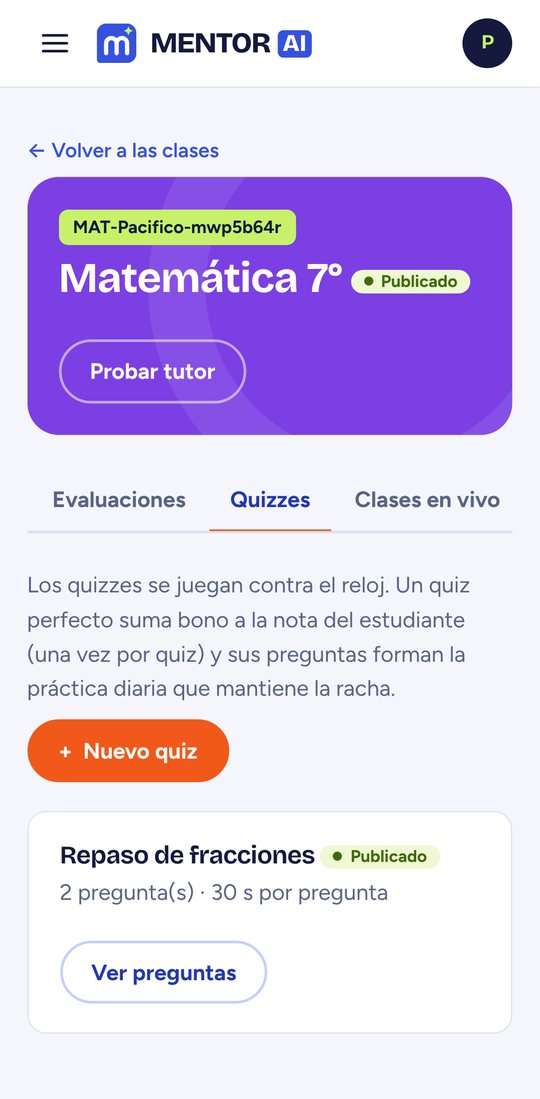 m MENTOR AI
P
← Volver a las clases
MAT-Pacifico-mwp5b64r
Matemática 7° Publicado
Probar tutor
Evaluaciones Quizzes Clases en vivo
Los quizzes se juegan contra el reloj. Un quiz
perfecto suma bono a la nota del estudiante
(una vez por quiz) y sus preguntas forman la
práctica diaria que mantiene la racha.
+ Nuevo quiz
Repaso de fracciones Publicado
2 pregunta(s) · 30 s por pregunta
Ver preguntas